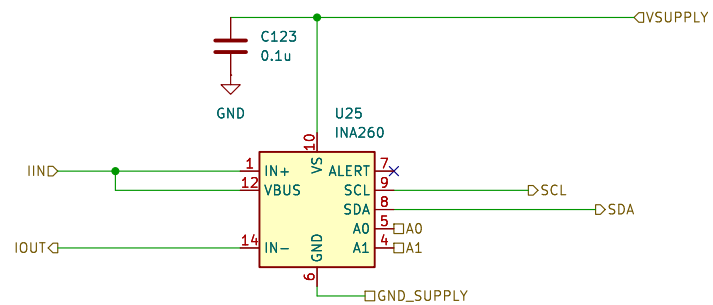 VSUPPLY
C123
0.1u
GND
U25
INA260
10
VS
IIN
1
IN+
ALERT
7
12
VBUS
SCL
9
SCL
SDA
8
SDA
A0
5
A0
IOUT
14
IN-
GND
A1
4
A1
6
GND_SUPPLY